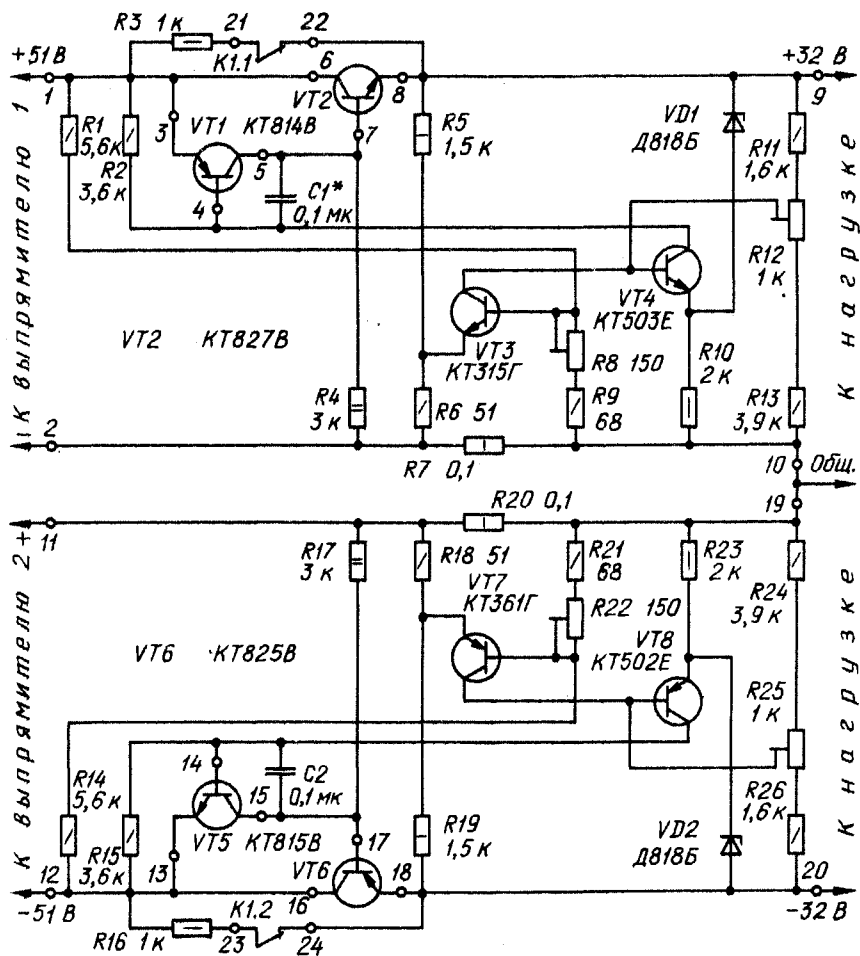 R3 1к 21 22
К1.1
+51 В +32 В
1 6 8 9
VT2
R1
5,6к
R2
3,6 к
3 VT1 КТ814В 7
R5
1,5 к
VD1
Д818Б
R11
1,6 к
5
4 C1*
0,1 мк
R12
1 к
VT4
КТ503Е
VT2 КТ827В
VT3
КТ315Г
R8 150
R10
2 к
R4
3 к
R6 51
R9
68
R13
3,9 к
2
R7 0,1
10 Общ.
– К выпрямителю 1
К нагрузке
R20 0,1
19
11
R17
3 к
R18 51
R21
68
R23
2 к
R24
3,9 к
VT7
КТ361Г
R22 150
VT6 КТ825В
VT8
КТ502Е
R25
1 к
14 C2
0,1 мк
R14
5,6 к
15
R26
1,6 к
VT5 КТ815В 17
R19
1,5 к
VD2
Д818Б
R15
3,6 к
13 VT6
12 16 18 20
-51 В -32 В
К1.2
R16 1 к 23 24
К выпрямителю 2 +
К нагрузке